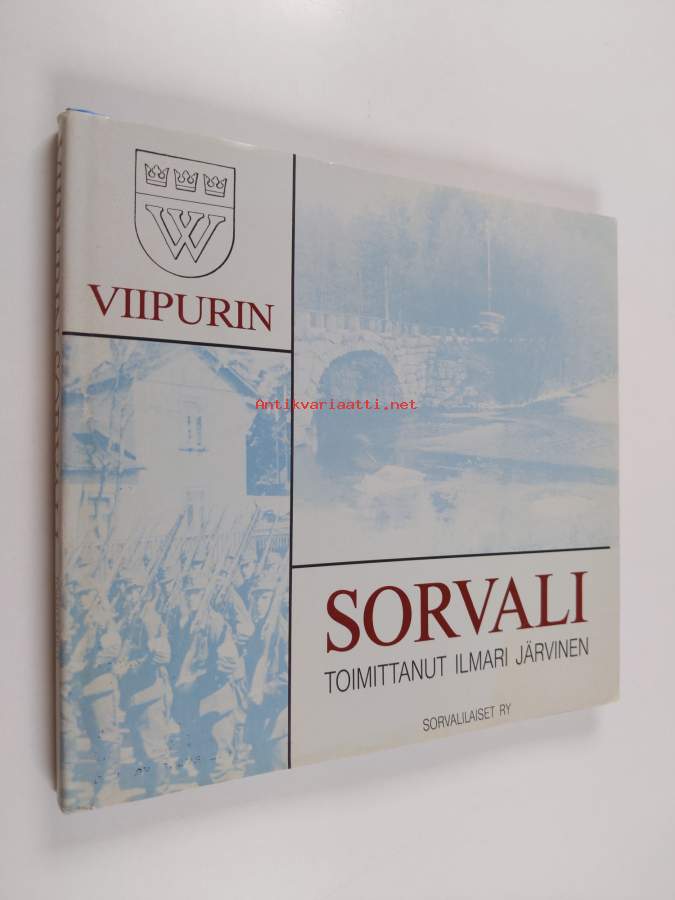 W
VIIPURIN
Antikvariaatti.net
SORVALI
TOIMITTANUT ILMARI JÄRVINEN
SORVALILAISET RY